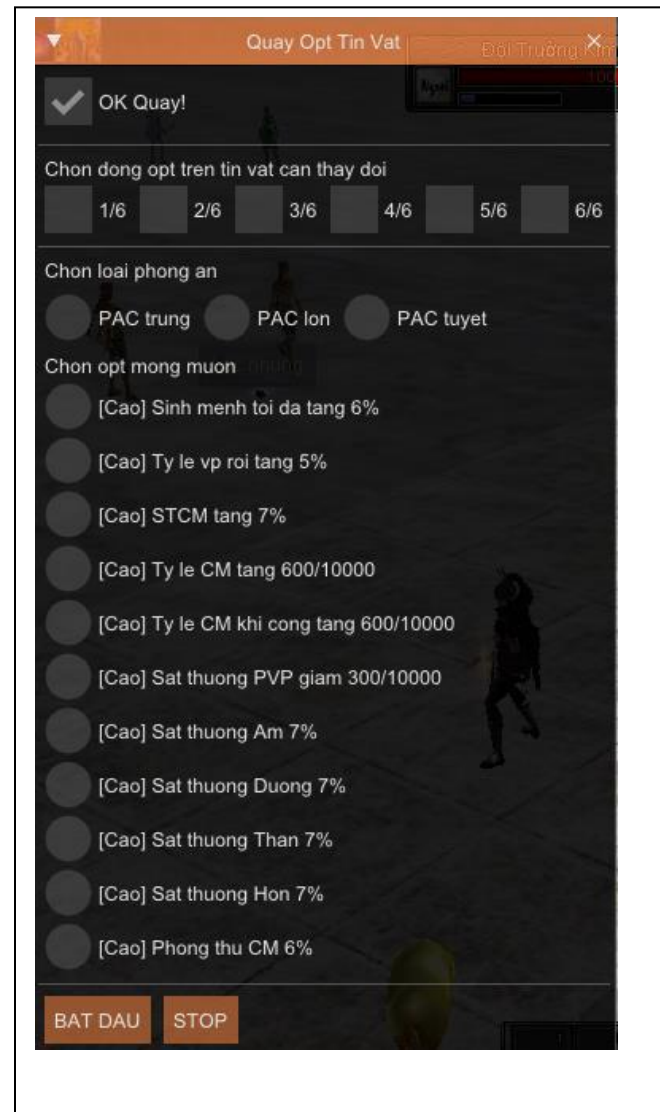 Quay Opt Tin Vat
Đội Trưởng Kim
100
OK Quay!
Chon dong opt tren tin vat can thay doi
1/6 2/6 3/6 4/6 5/6 6/6
Chon loai phong an
PAC trung PAC lon PAC tuyet
Chon opt mong muon
[Cao] Sinh menh toi da tang 6%
[Cao] Ty le vp roi tang 5%
[Cao] STCM tang 7%
[Cao] Ty le CM tang 600/10000
[Cao] Ty le CM khi cong tang 600/10000
[Cao] Sat thuong PVP giam 300/10000
[Cao] Sat thuong Am 7%
[Cao] Sat thuong Duong 7%
[Cao] Sat thuong Than 7%
[Cao] Sat thuong Hon 7%
[Cao] Phong thu CM 6%
BAT DAU STOP